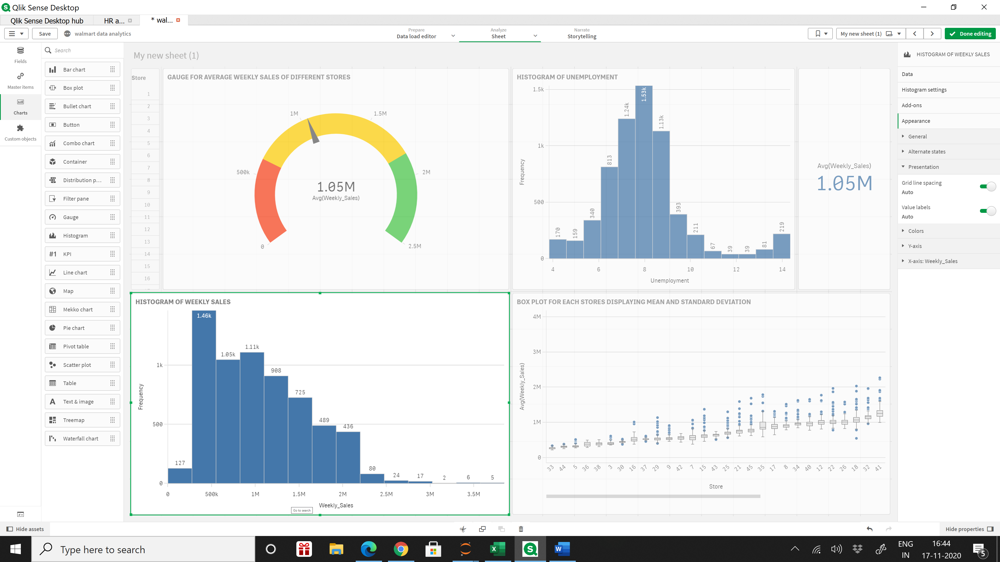 Qlik Sense Desktop
Qlik Sense Desktop hub
HR a...
* wal...
Save
walmart data analytics
Prepare
Data load editor
Analyze
Sheet
Narrate
Storytelling
My new sheet (1)
Done editing
Fields
Master items
Charts
Custom objects
Search
Bar chart
Box plot
Bullet chart
Button
Combo chart
Container
Distribution p...
Filter pane
Gauge
Histogram
#1 KPI
Line chart
Map
Mekko chart
Pie chart
Pivot table
Scatter plot
Table
A Text & image
Treemap
Waterfall chart
My new sheet (1)
Store
1
2
3
4
5
6
7
8
9
10
11
12
13
14
15
16
GAUGE FOR AVERAGE WEEKLY SALES OF DIFFERENT STORES
0
500k
1M
1.5M
2M
2.5M
1.05M
Avg(Weekly_Sales)
HISTOGRAM OF UNEMPLOYMENT
Frequency
1.5k
1k
500
0
170
159
340
813
1.24k
1.53k
1.13k
393
211
67
39
39
81
219
4 6 8 10 12 14
Unemployment
Avg(Weekly_Sales)
1.05M
HISTOGRAM OF WEEKLY SALES
Frequency
1k
500
0
127
1.46k
1.05k
1.11k
908
725
489
436
80
24
17
2
6
5
0 500k 1M 1.5M 2M 2.5M 3M 3.5M
Weekly_Sales
Go to search
BOX PLOT FOR EACH STORES DISPLAYING MEAN AND STANDARD DEVIATION
Avg(Weekly_Sales)
4M
3M
2M
1M
0
33 44 5 36 38 3 30 16 37 29 9 42 7 15 43 25 21 45 35 17 8 34 40 12 22 26 18 32 41
Store
HISTOGRAM OF WEEKLY SALES
Data
Histogram settings
Add-ons
Appearance
General
Alternate states
Presentation
Grid line spacing
Auto
Value labels
Auto
Colors
Y-axis
X-axis: Weekly_Sales
Hide assets
Hide properties
Type here to search
ENG
IN
16:44
17-11-2020
5